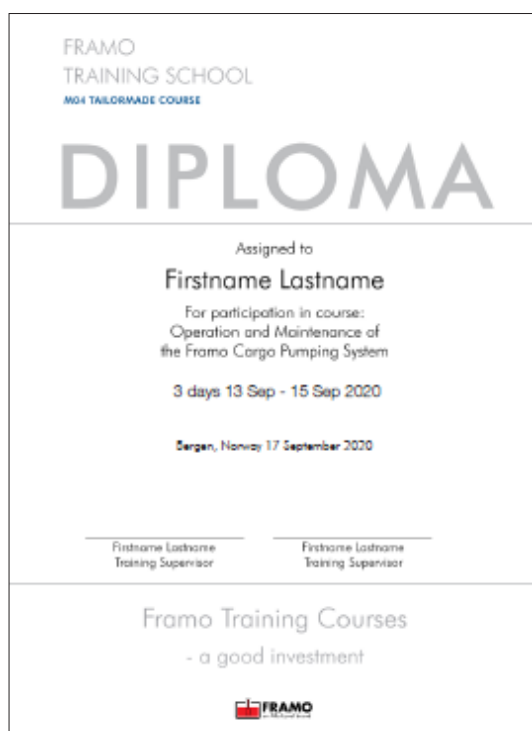 FRAMO
TRAINING SCHOOL
M04 TAILORMADE COURSE
DIPLOMA
Assigned to
Firstname Lastname
For participation in course:
Operation and Maintenance of
the Framo Cargo Pumping System
3 days 13 Sep - 15 Sep 2020
Bergen, Norway 17 September 2020
Firstname Lastname
Training Supervisor
Firstname Lastname
Training Supervisor
Framo Training Courses
- a good investment
FRAMO